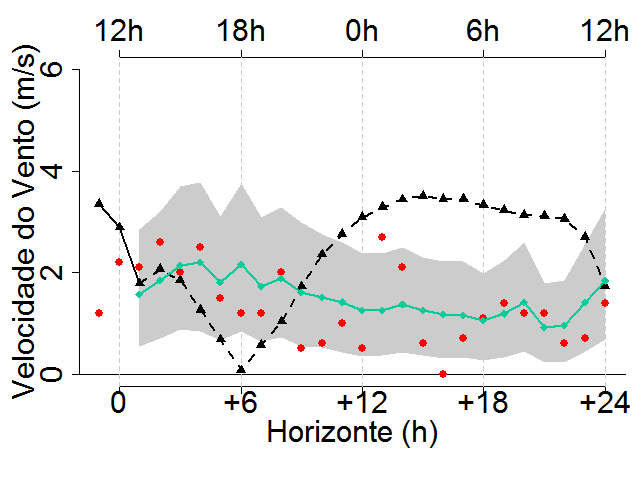 12h 18h 0h 6h 12h
Velocidade do Vento (m/s)
6
4
2
0
0 +6 +12 +18 +24
Horizonte (h)